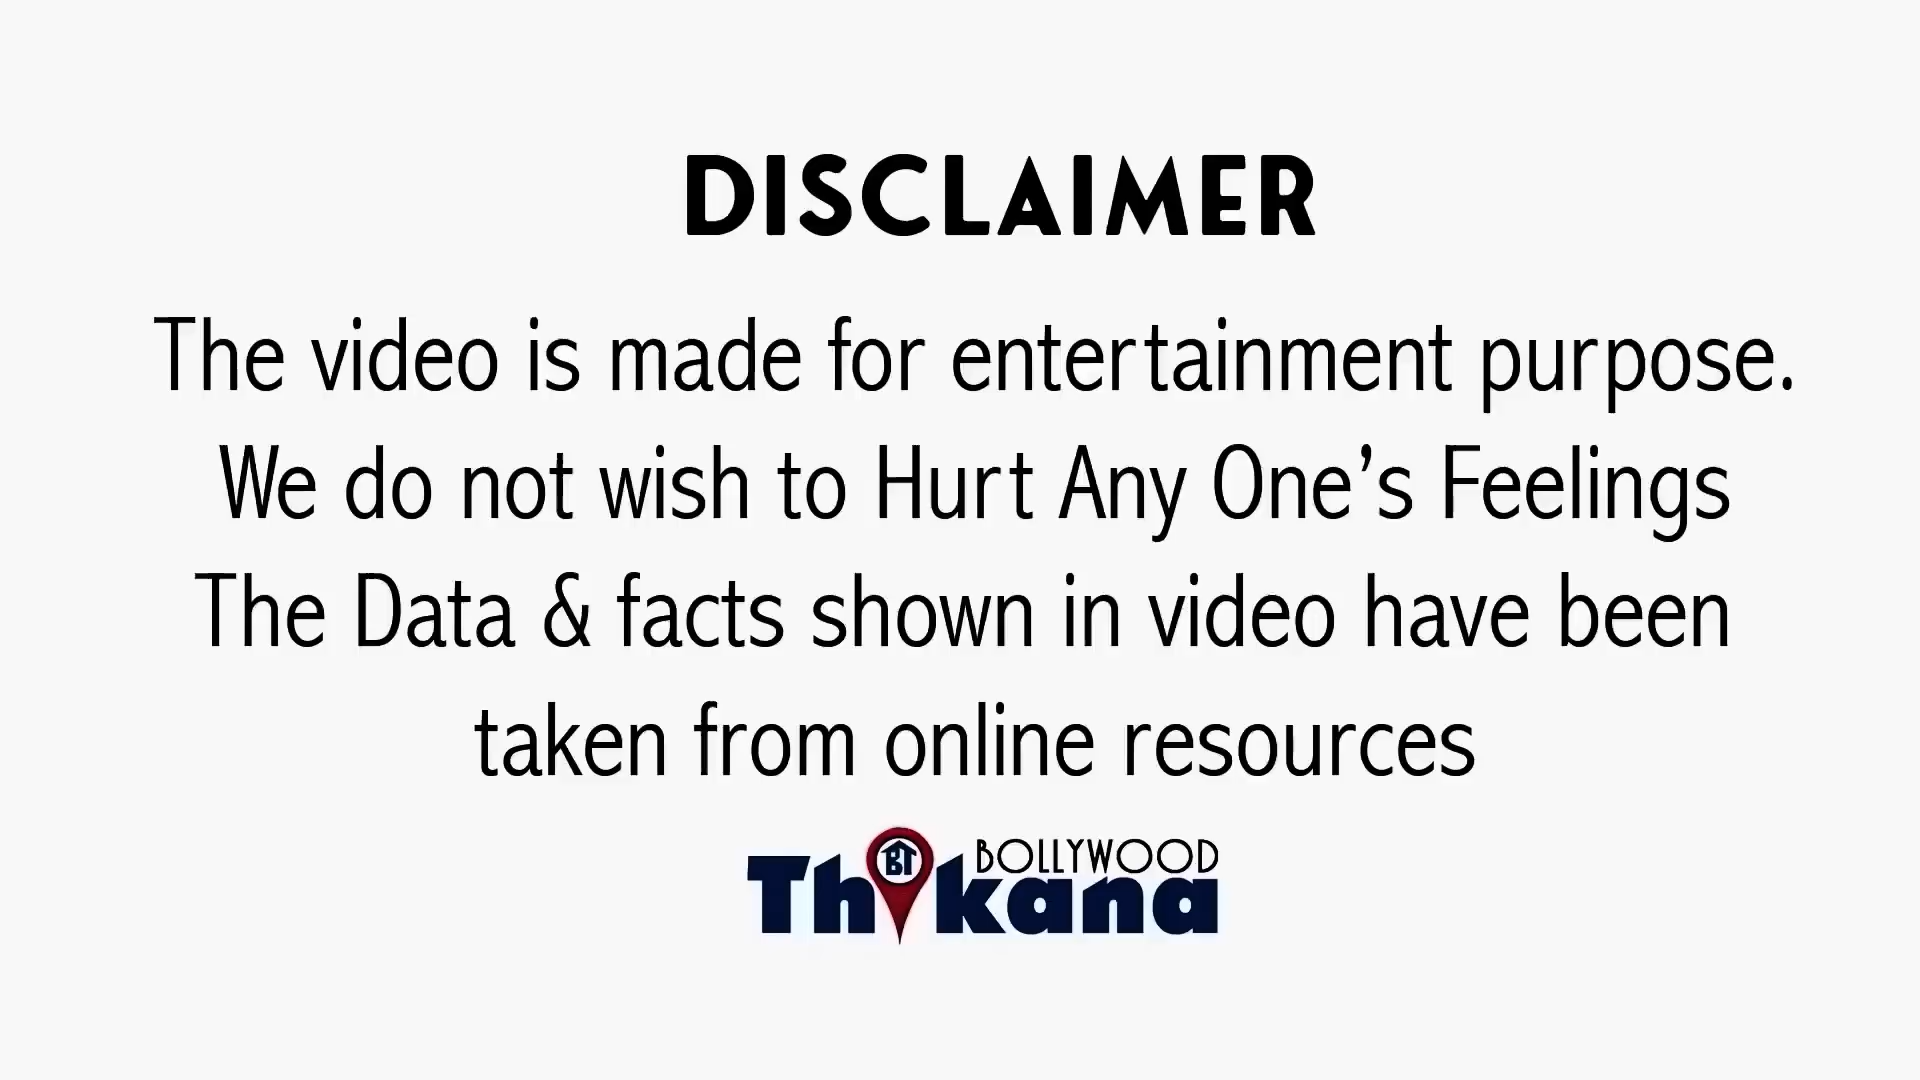 DISCLAIMER
The video is made for entertainment purpose.
We do not wish to Hurt Any One’s Feelings
The Data & facts shown in video have been
taken from online resources
BOLLYWOOD
BT
Thikana